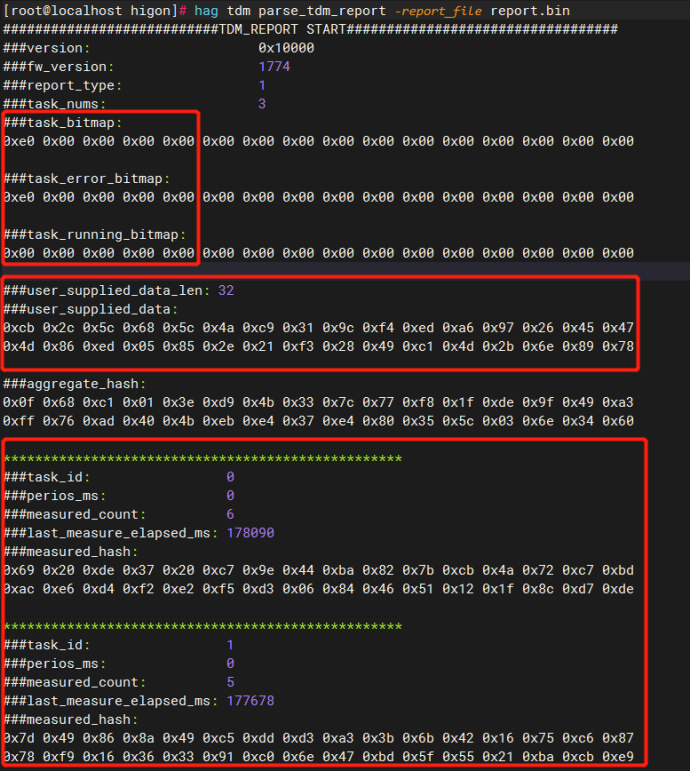 [root@localhost higon]# hag tdm parse_tdm_report -report_file report.bin
###########################TDM_REPORT START##################################
###version: 0x10000
###fw_version: 1774
###report_type: 1
###task_nums: 3
###task_bitmap:
0xe0 0x00 0x00 0x00 0x00 0x00 0x00 0x00 0x00 0x00 0x00 0x00 0x00 0x00 0x00 0x00
###task_error_bitmap:
0xe0 0x00 0x00 0x00 0x00 0x00 0x00 0x00 0x00 0x00 0x00 0x00 0x00 0x00 0x00 0x00
###task_running_bitmap:
0x00 0x00 0x00 0x00 0x00 0x00 0x00 0x00 0x00 0x00 0x00 0x00 0x00 0x00 0x00 0x00
###user_supplied_data_len: 32
###user_supplied_data:
0xcb 0x2c 0x5c 0x68 0x5c 0x4a 0xc9 0x31 0x9c 0xf4 0xed 0xa6 0x97 0x26 0x45 0x47
0x4d 0x86 0xed 0x05 0x85 0x2e 0x21 0xf3 0x28 0x49 0xc1 0x4d 0x2b 0x6e 0x89 0x78
###aggregate_hash:
0x0f 0x68 0xc1 0x01 0x3e 0xd9 0x4b 0x33 0x7c 0x77 0xf8 0x1f 0xde 0x9f 0x49 0xa3
0xff 0x76 0xad 0x40 0x4b 0xeb 0xe4 0x37 0xe4 0x80 0x35 0x5c 0x03 0x6e 0x34 0x60
**************************************************
###task_id: 0
###perios_ms: 0
###measured_count: 6
###last_measure_elapsed_ms: 178090
###measured_hash:
0x69 0x20 0xde 0x37 0x20 0xc7 0x9e 0x44 0xba 0x82 0x7b 0xcb 0x4a 0x72 0xc7 0xbd
0xac 0xe6 0xd4 0xf2 0xe2 0xf5 0xd3 0x06 0x84 0x46 0x51 0x12 0x1f 0x8c 0xd7 0xde
**************************************************
###task_id: 1
###perios_ms: 0
###measured_count: 5
###last_measure_elapsed_ms: 177678
###measured_hash:
0x7d 0x49 0x86 0x8a 0x49 0xc5 0xdd 0xd3 0xa3 0x3b 0x6b 0x42 0x16 0x75 0xc6 0x87
0x78 0xf9 0x16 0x36 0x33 0x91 0xc0 0x6e 0x47 0xbd 0x5f 0x55 0x21 0xba 0xcb 0xe9